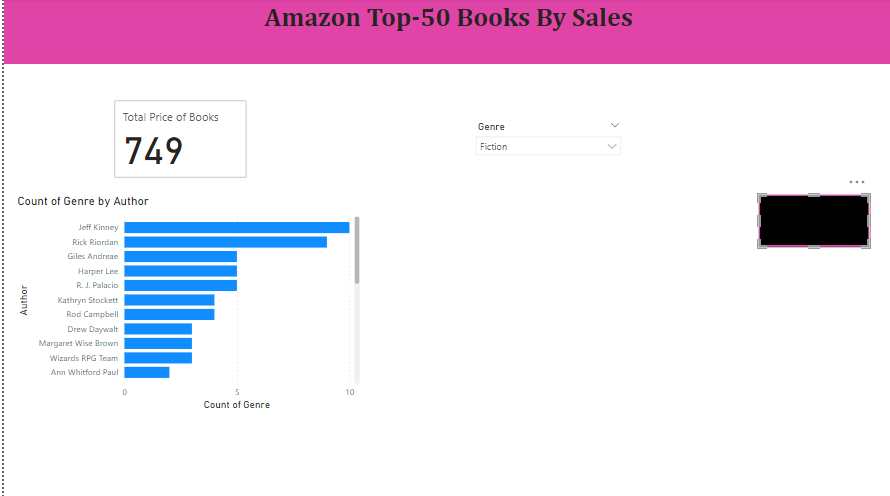 Amazon Top-50 Books By Sales
Total Price of Books
749
Genre
Fiction
Count of Genre by Author
Author
Jeff Kinney
Rick Riordan
Giles Andreae
Harper Lee
R. J. Palacio
Kathryn Stockett
Rod Campbell
Drew Daywalt
Margaret Wise Brown
Wizards RPG Team
Ann Whitford Paul
0 5 10
Count of Genre